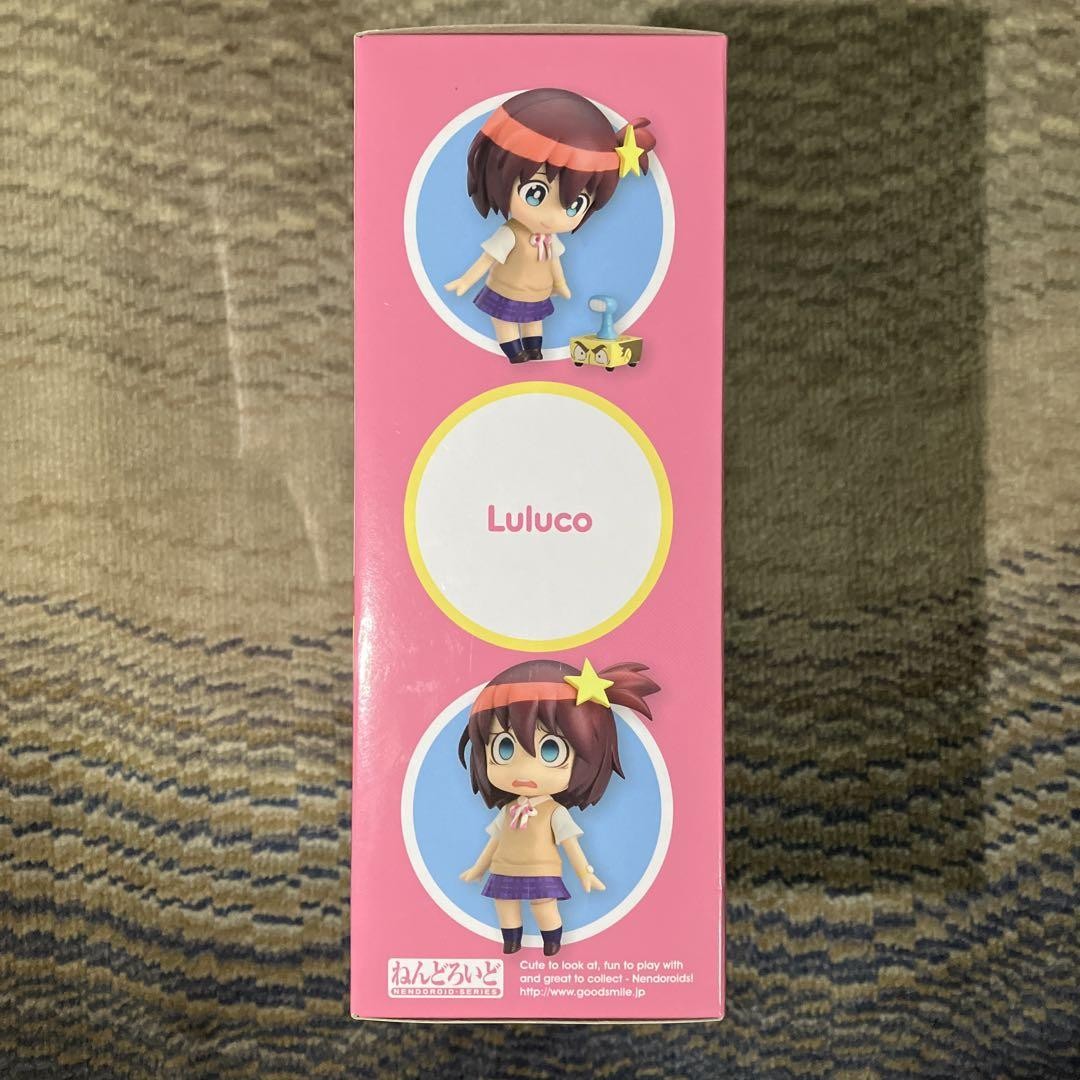 Luluco
ねんどろいど
NENDOROID·SERIES
Cute to look at, fun to play with
and great to collect - Nendoroids!
http://www.goodsmile.jp